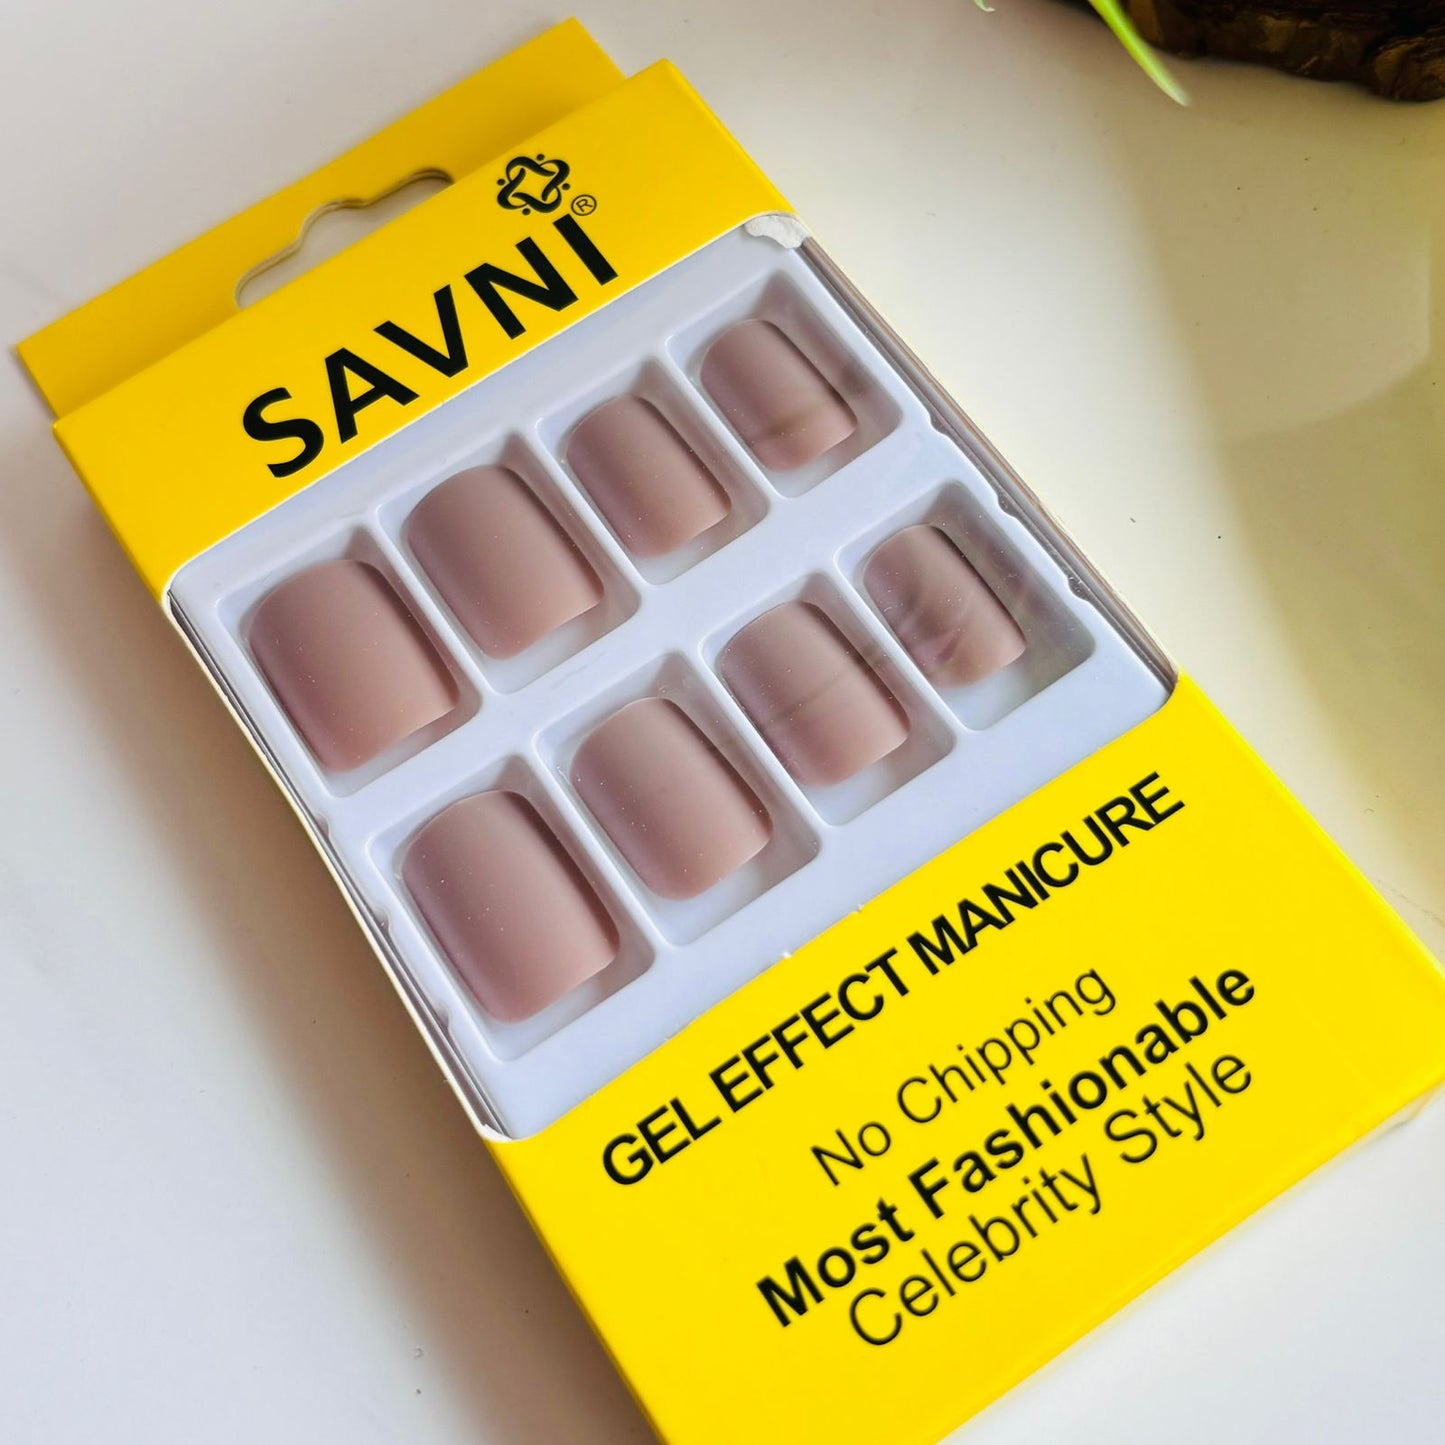 SAVNI®
GEL EFFECT MANICURE
No Chipping
Most Fashionable
Celebrity Style